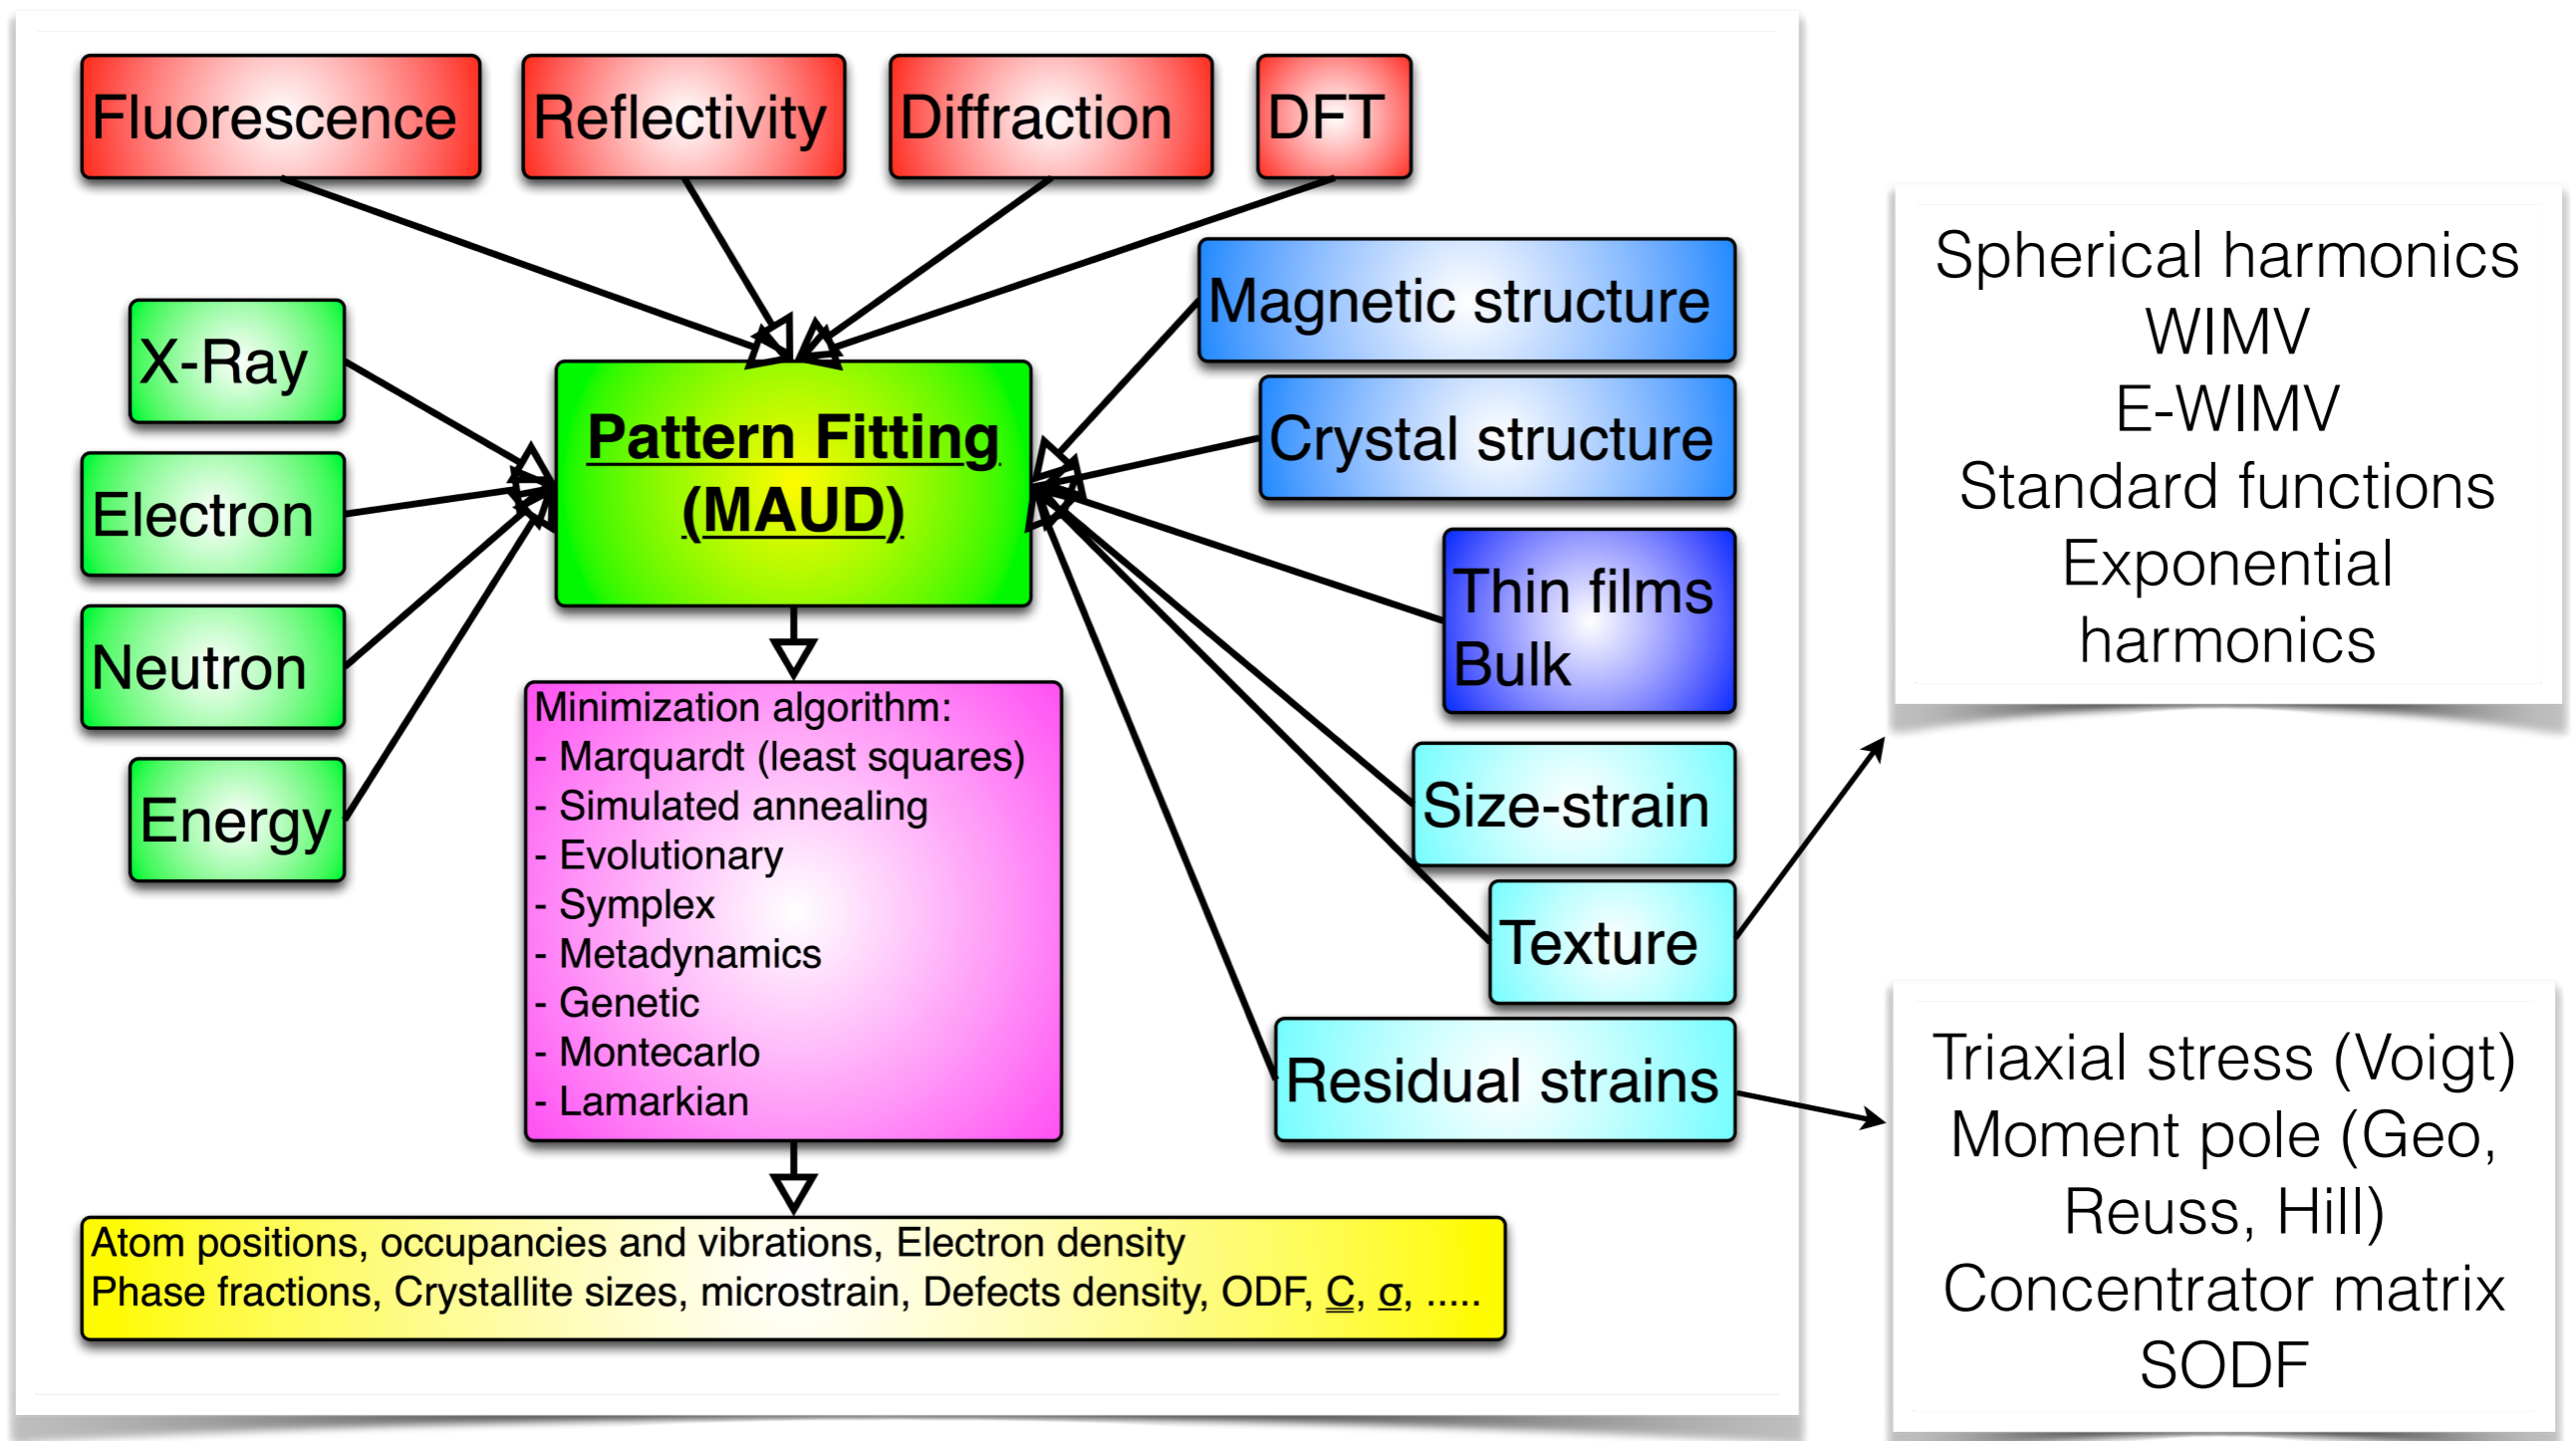 Fluorescence
Reflectivity
Diffraction
DFT
X-Ray
Electron
Neutron
Energy
Pattern Fitting
(MAUD)
Magnetic structure
Crystal structure
Thin films
Bulk
Size-strain
Texture
Residual strains
Minimization algorithm:
- Marquardt (least squares)
- Simulated annealing
- Evolutionary
- Symplex
- Metadynamics
- Genetic
- Montecarlo
- Lamarkian
Atom positions, occupancies and vibrations, Electron density
Phase fractions, Crystallite sizes, microstrain, Defects density, ODF, C, σ, .....
Spherical harmonics
WIMV
E-WIMV
Standard functions
Exponential
harmonics
Triaxial stress (Voigt)
Moment pole (Geo,
Reuss, Hill)
Concentrator matrix
SODF